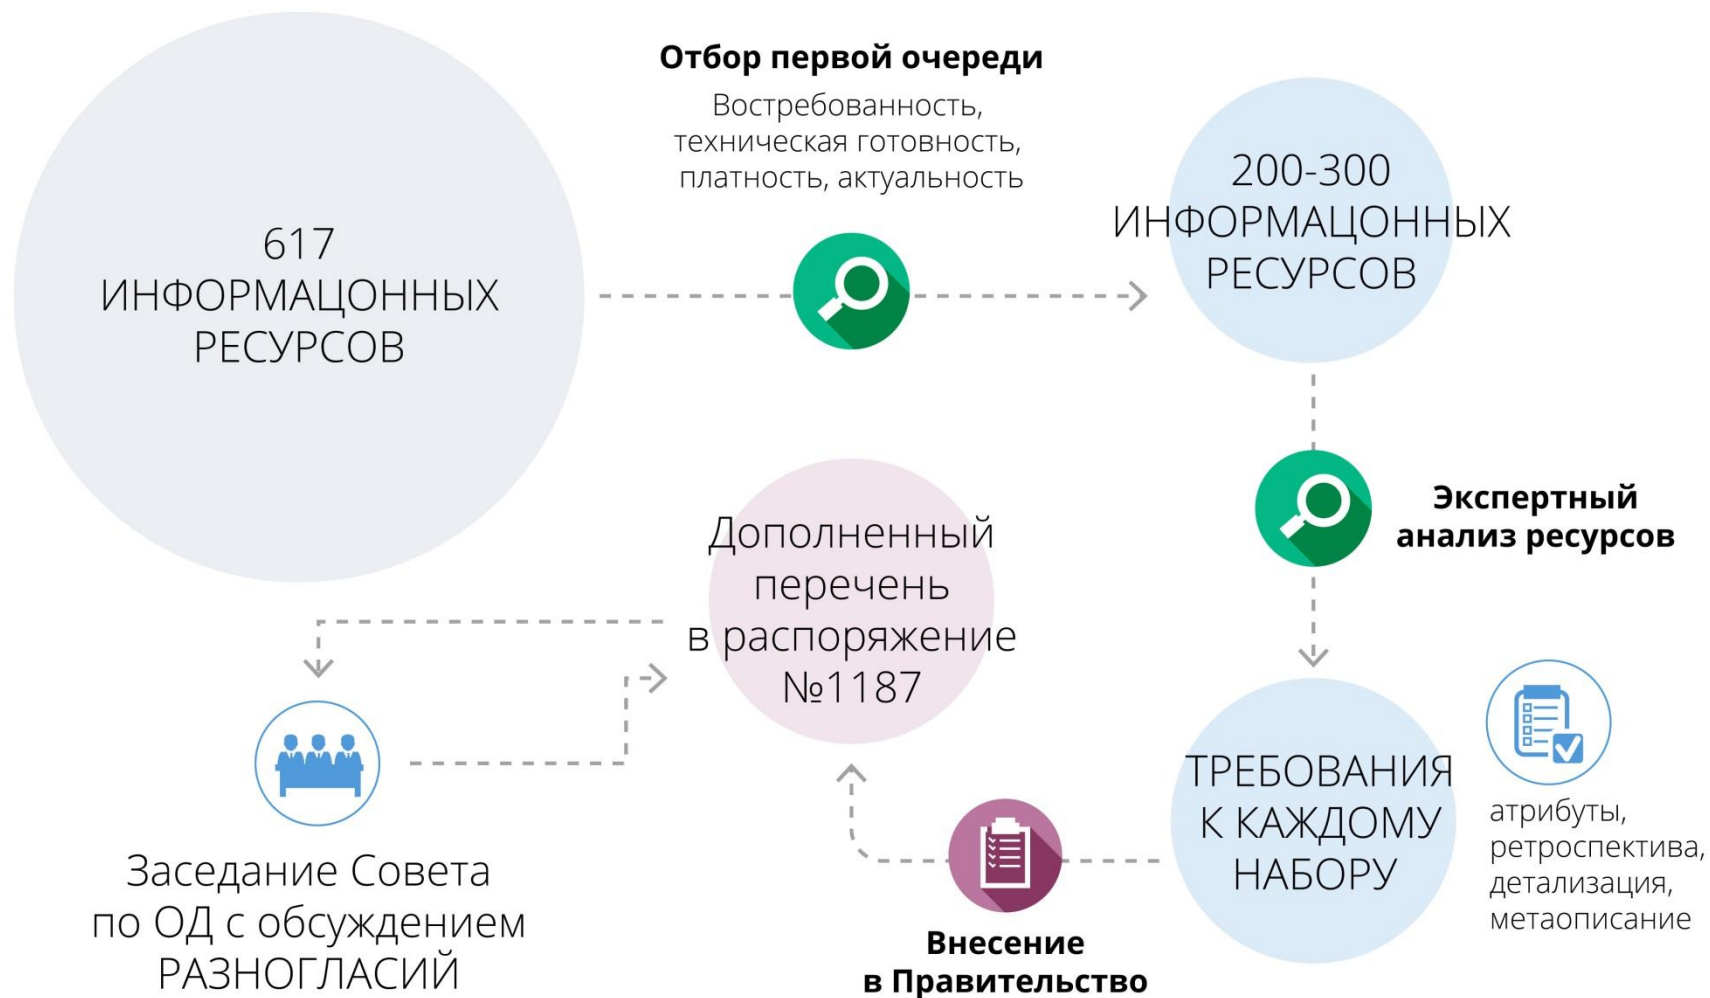 617
ИНФОРМАЦОННЫХ
РЕСУРСОВ
Отбор первой очереди
Востребованность,
техническая готовность,
платность, актуальность
200-300
ИНФОРМАЦОННЫХ
РЕСУРСОВ
Экспертный
анализ ресурсов
ТРЕБОВАНИЯ
К КАЖДОМУ
НАБОРУ
атрибуты,
ретроспектива,
детализация,
метаописание
Внесение
в Правительство
Дополненный
перечень
в распоряжение
№1187
Заседание Совета
по ОД с обсуждением
РАЗНОГЛАСИЙ